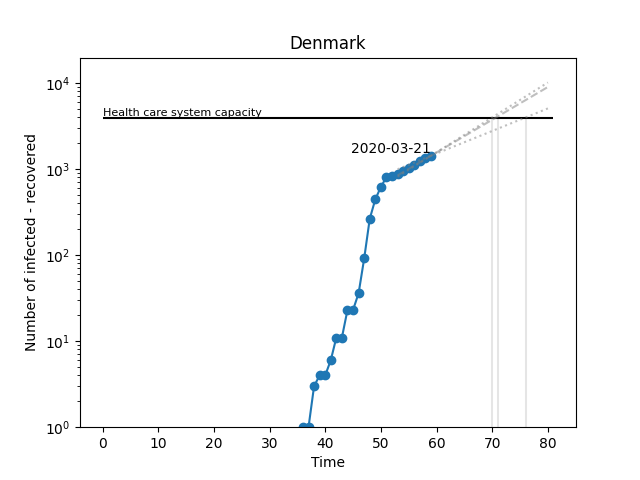 Denmark
10⁴
Health care system capacity
2020-03-21
10³
10²
10¹
10⁰
Number of infected - recovered
0 10 20 30 40 50 60 70 80
Time